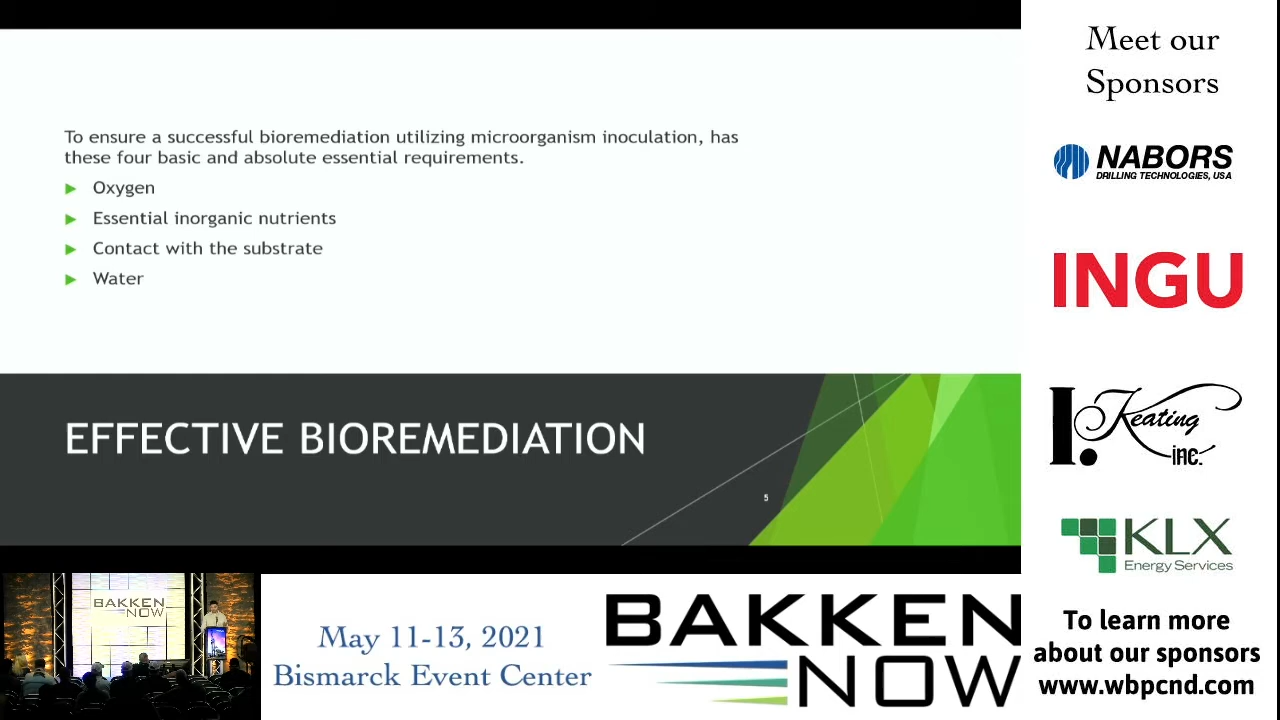 To ensure a successful bioremediation utilizing microorganism inoculation, has
these four basic and absolute essential requirements.
Oxygen
Essential inorganic nutrients
Contact with the substrate
Water
EFFECTIVE BIOREMEDIATION
5
BAKKEN
NOW
May 11-13, 2021
Bismarck Event Center
BAKKEN
NOW
Meet our
Sponsors
NABORS
DRILLING TECHNOLOGIES, USA
INGU
I. Keating
inc.
KLX
Energy Services
To learn more
about our sponsors
www.wbpcnd.com